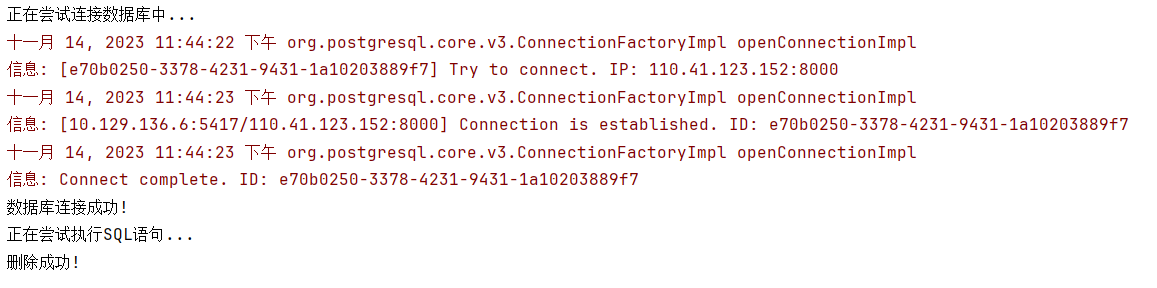 正在尝试连接数据库中...
十一月 14, 2023 11:44:22 下午 org.postgresql.core.v3.ConnectionFactoryImpl openConnectionImpl
信息: [e70b0250-3378-4231-9431-1a10203889f7] Try to connect. IP: 110.41.123.152:8000
十一月 14, 2023 11:44:23 下午 org.postgresql.core.v3.ConnectionFactoryImpl openConnectionImpl
信息: [10.129.136.6:5417/110.41.123.152:8000] Connection is established. ID: e70b0250-3378-4231-9431-1a10203889f7
十一月 14, 2023 11:44:23 下午 org.postgresql.core.v3.ConnectionFactoryImpl openConnectionImpl
信息: Connect complete. ID: e70b0250-3378-4231-9431-1a10203889f7
数据库连接成功!
正在尝试执行SQL语句...
删除成功!